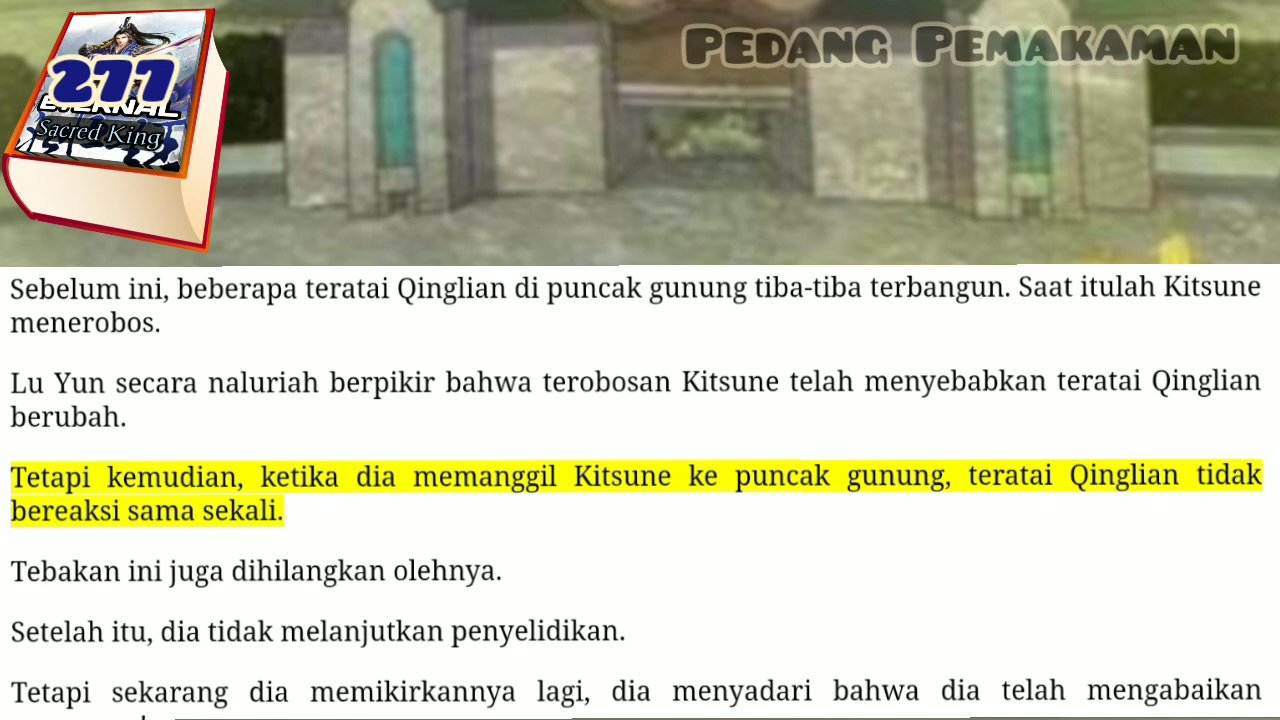 PEDANG PEMAKAMAN
277
ETERNAL
Sacred King
Sebelum ini, beberapa teratai Qinglian di puncak gunung tiba-tiba terbangun. Saat itulah Kitsune
menerobos.
Lu Yun secara naluriah berpikir bahwa terobosan Kitsune telah menyebabkan teratai Qinglian
berubah.
Tetapi kemudian, ketika dia memanggil Kitsune ke puncak gunung, teratai Qinglian tidak
bereaksi sama sekali.
Tebakan ini juga dihilangkan olehnya.
Setelah itu, dia tidak melanjutkan penyelidikan.
Tetapi sekarang dia memikirkannya lagi, dia menyadari bahwa dia telah mengabaikan